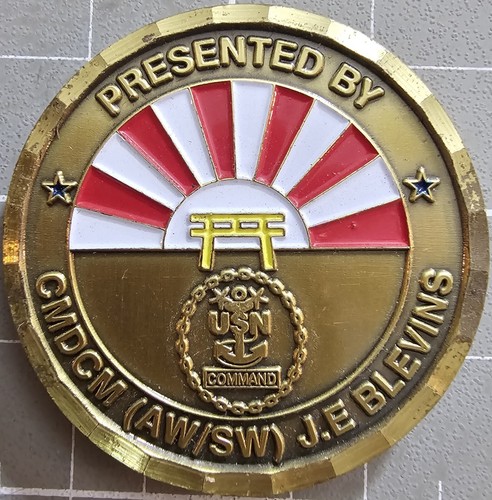 PRESENTED BY
USN
COMMAND
CMDCM (AW/SW) J.E BLEVINS